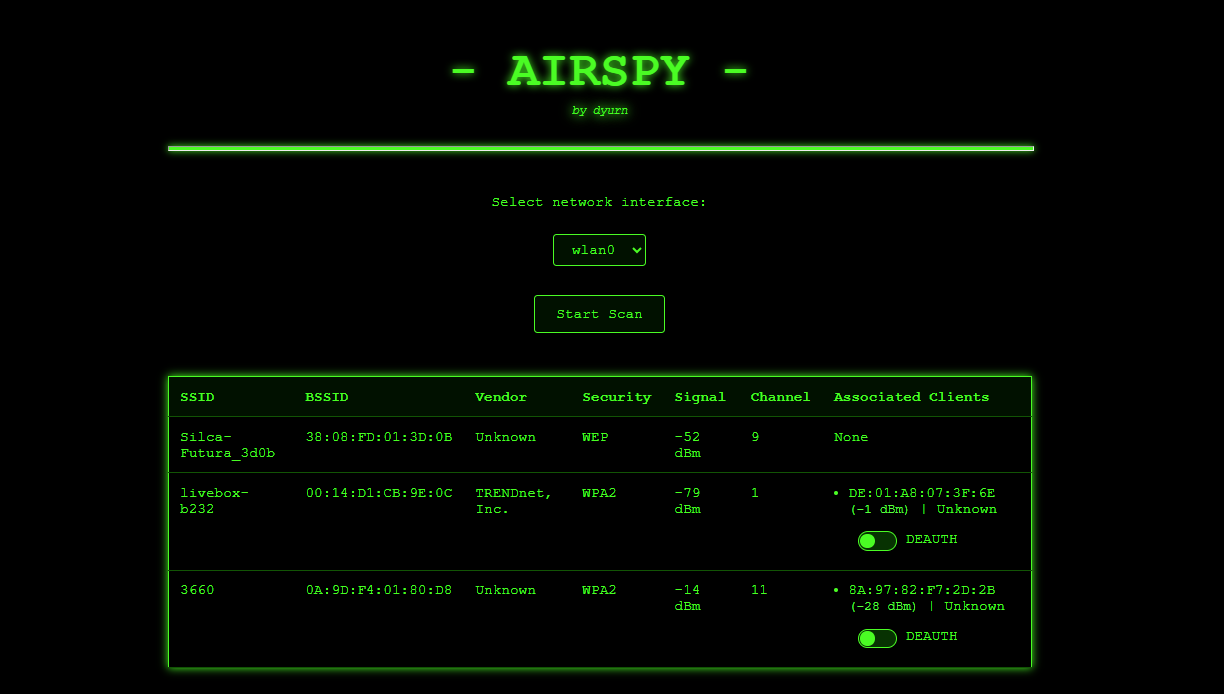 - AIRSPY -
by dyurn
Select network interface:
wlan0
Start Scan
SSID BSSID Vendor Security Signal Channel Associated Clients
Silca-Futura_3d0b 38:08:FD:01:3D:0B Unknown WEP -52 dBm 9 None
livebox-b232 00:14:D1:CB:9E:0C TRENDnet, Inc. WPA2 -79 dBm 1 • DE:01:A8:07:3F:6E (-1 dBm) | Unknown
DEAUTH
3660 0A:9D:F4:01:80:D8 Unknown WPA2 -14 dBm 11 • 8A:97:82:F7:2D:2B (-28 dBm) | Unknown
DEAUTH